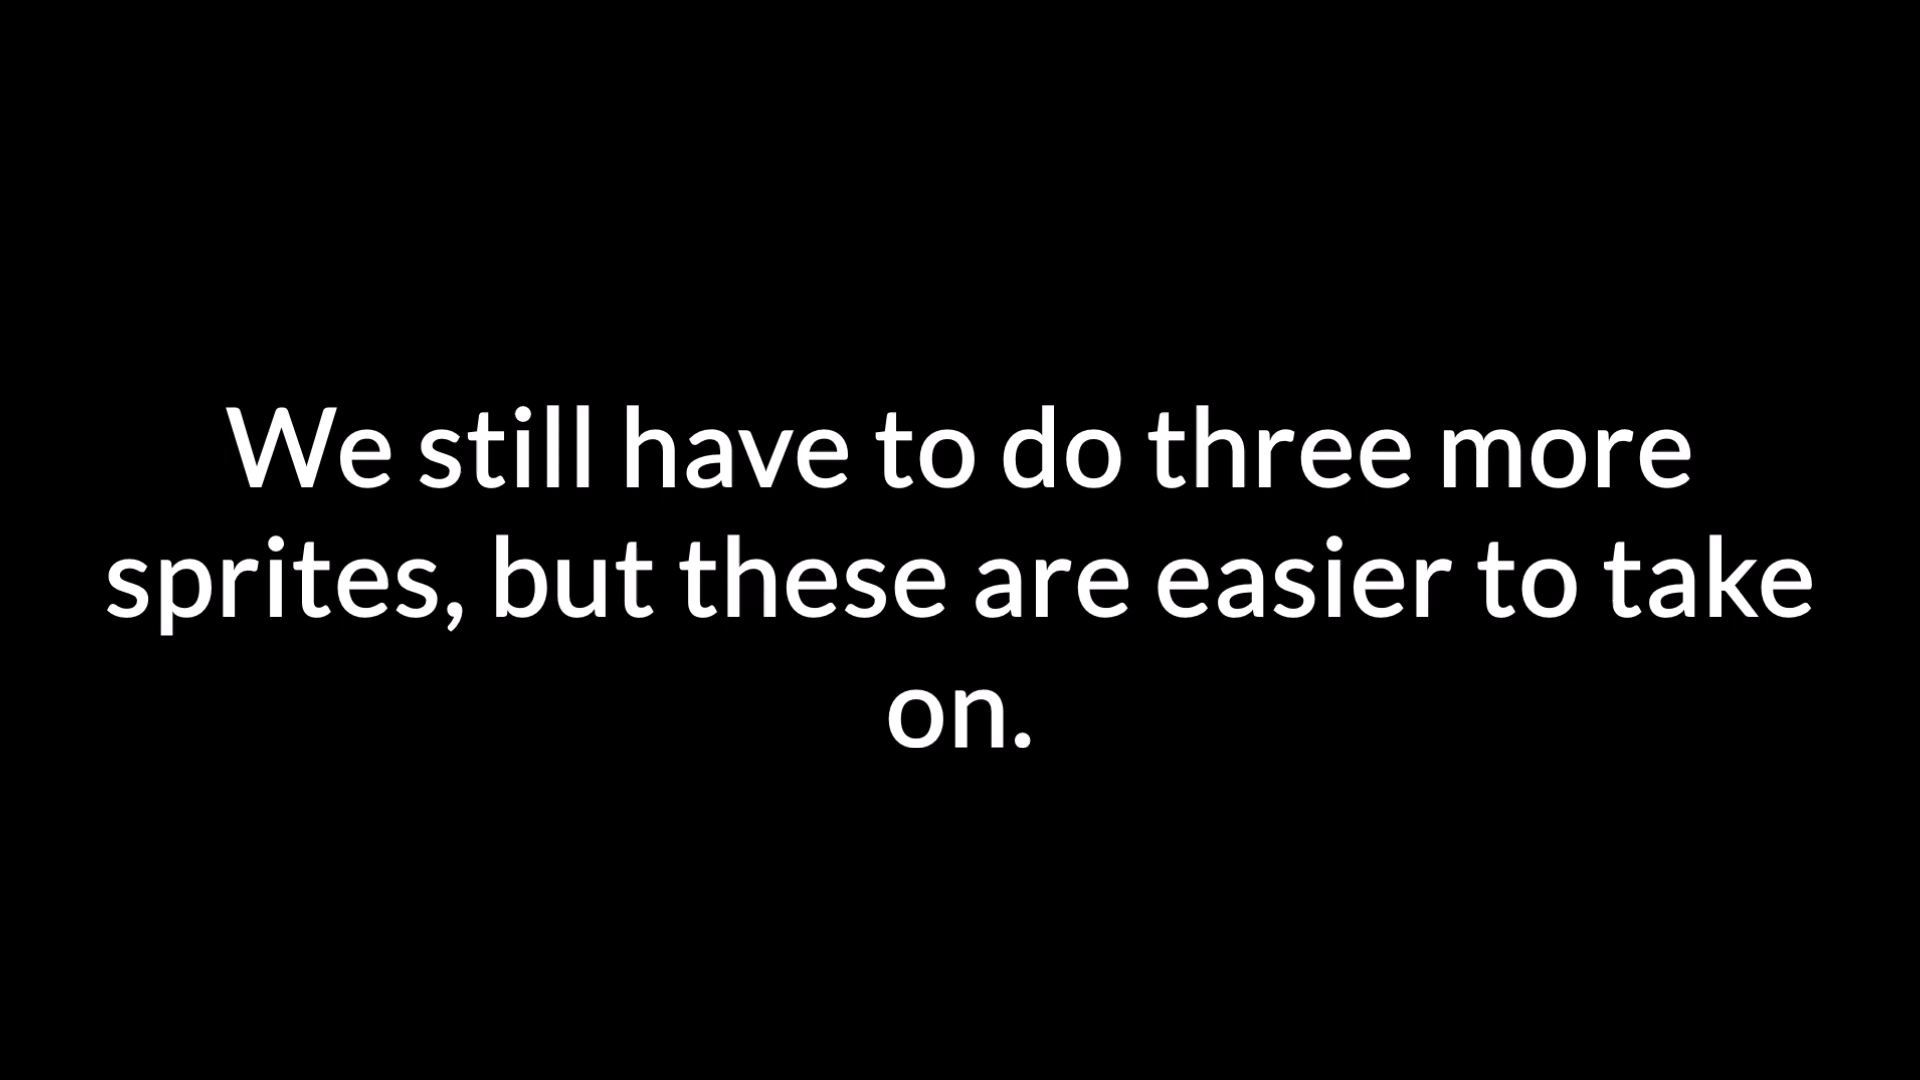 We still have to do three more
sprites, but these are easier to take
on.